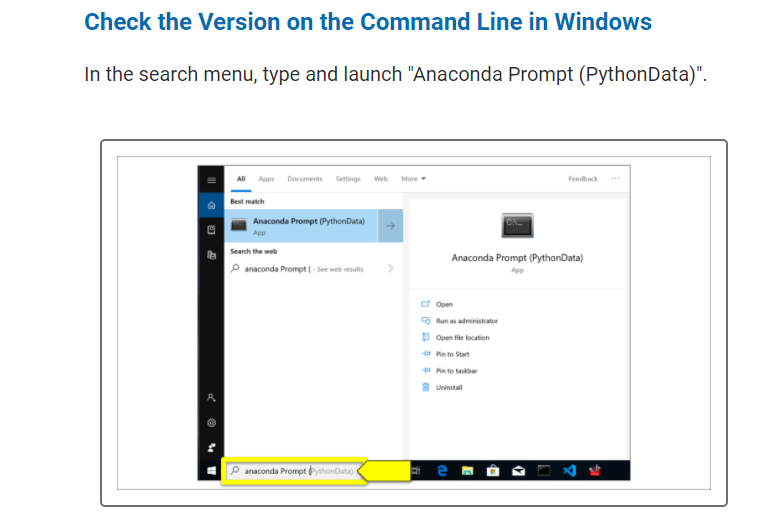 Check the Version on the Command Line in Windows
In the search menu, type and launch "Anaconda Prompt (PythonData)".
All Apps Documents Settings Web More Feedback ...
Best match
Anaconda Prompt (PythonData)
App
Search the web
anaconda Prompt ( - See web results
C:\_
Anaconda Prompt (PythonData)
App
Open
Run as administrator
Open file location
Pin to Start
Pin to taskbar
Uninstall
anaconda Prompt (PythonData)